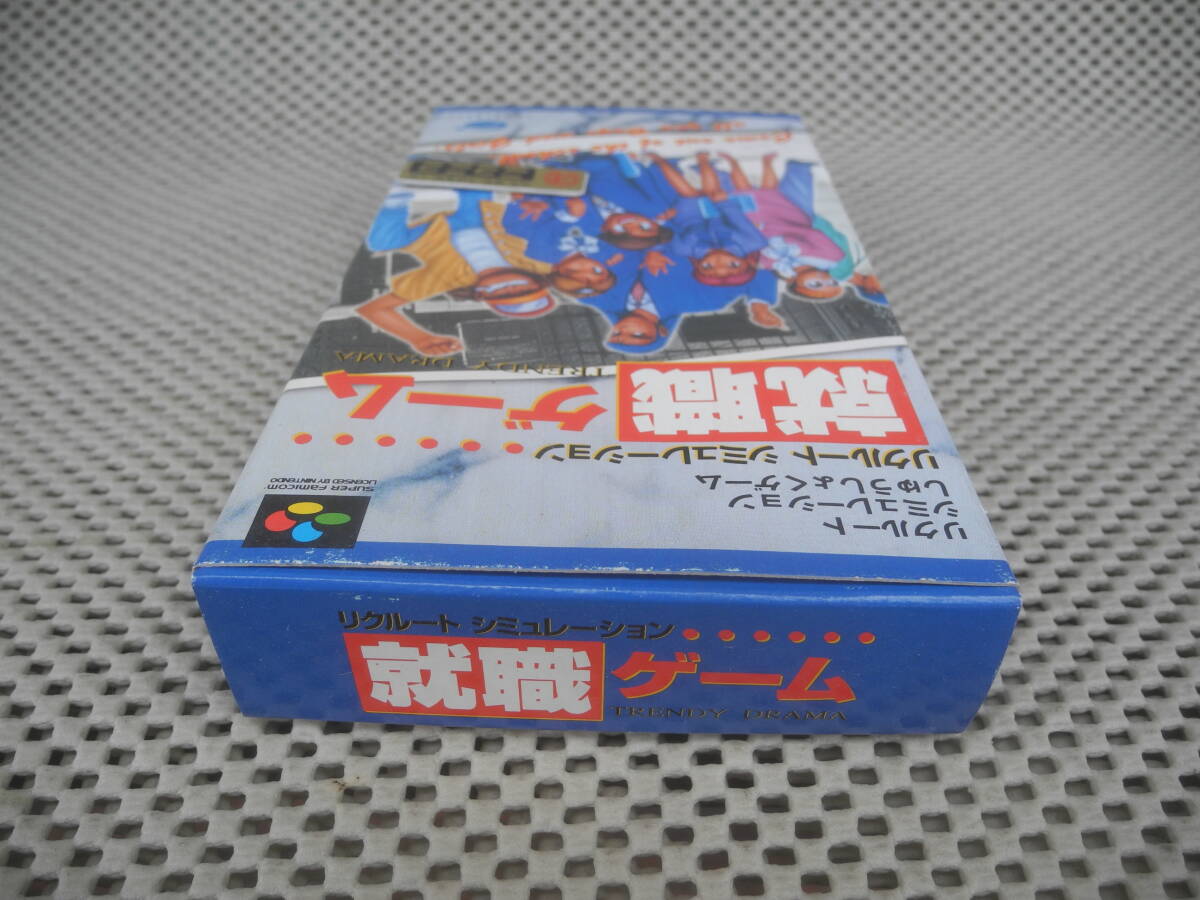 リクルート
シミュレーション
しゅうしょくゲーム
SUPER FAMICOM
LICENSED BY NINTENDO
リクルート シミュレーション
就職ゲーム
TRENDY DRAMA
リクルート シミュレーション
就職ゲーム
TRENDY DRAMA